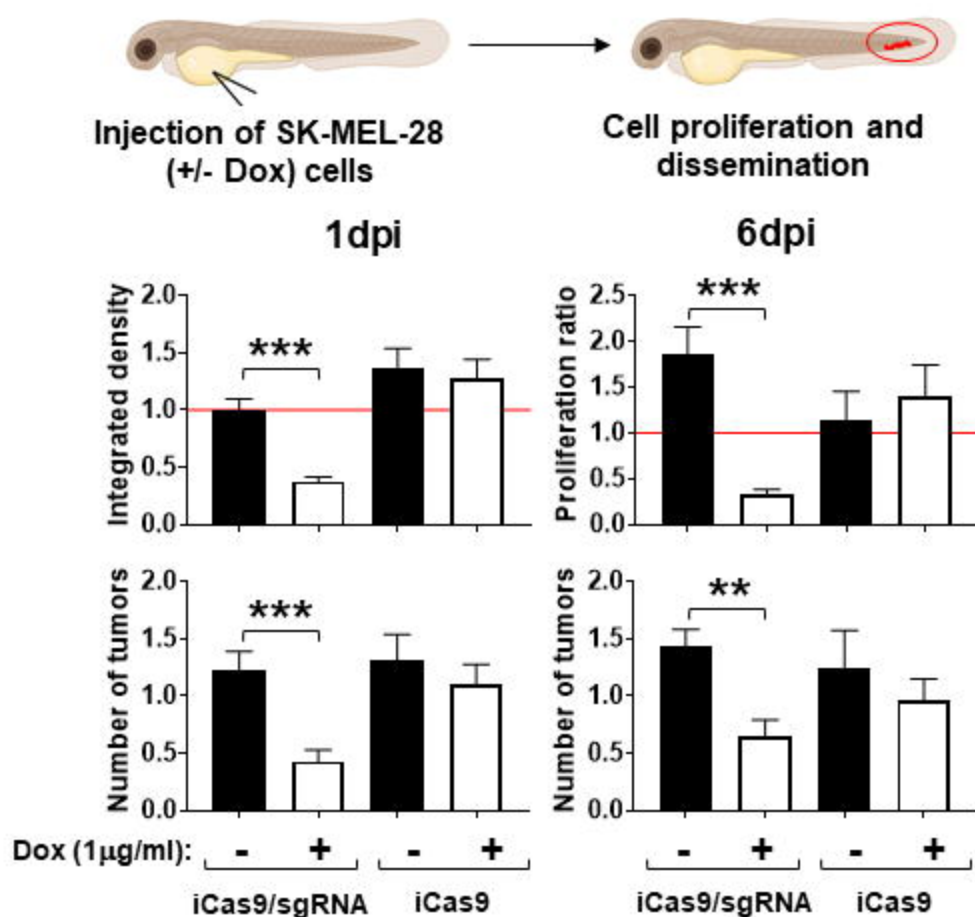 Injection of SK-MEL-28
(+/- Dox) cells
Cell proliferation and
dissemination
1dpi
6dpi
Integrated density
2.0
1.5
1.0
0.5
0.0
***
Proliferation ratio
2.5
2.0
1.5
1.0
0.5
0.0
***
Number of tumors
2.0
1.5
1.0
0.5
0.0
***
Number of tumors
2.0
1.5
1.0
0.5
0.0
**
Dox (1µg/ml): - + - + - + - +
iCas9/sgRNA iCas9 iCas9/sgRNA iCas9